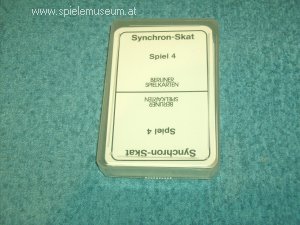 www.spielemuseum.at
Synchron-Skat
Spiel 4
BERLINER
SPIELKARTEN
BERLINER
SPIELKARTEN
Spiel 4
Synchron-Skat